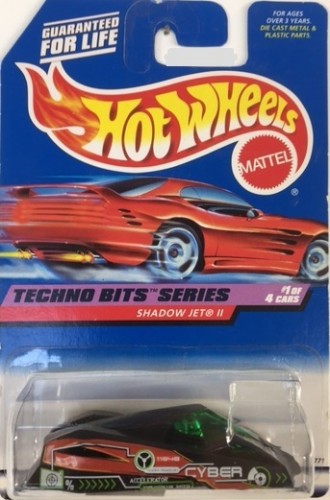 GUARANTEED
FOR LIFE
FOR AGES
OVER 3 YEARS.
DIE CAST METAL &
PLASTIC PARTS.
HOT WHEELS
MATTEL
®
TECHNO BITS™ SERIES
#1 OF
4 CARS
SHADOW JET® II
ACCELERATOR
CYBER
%